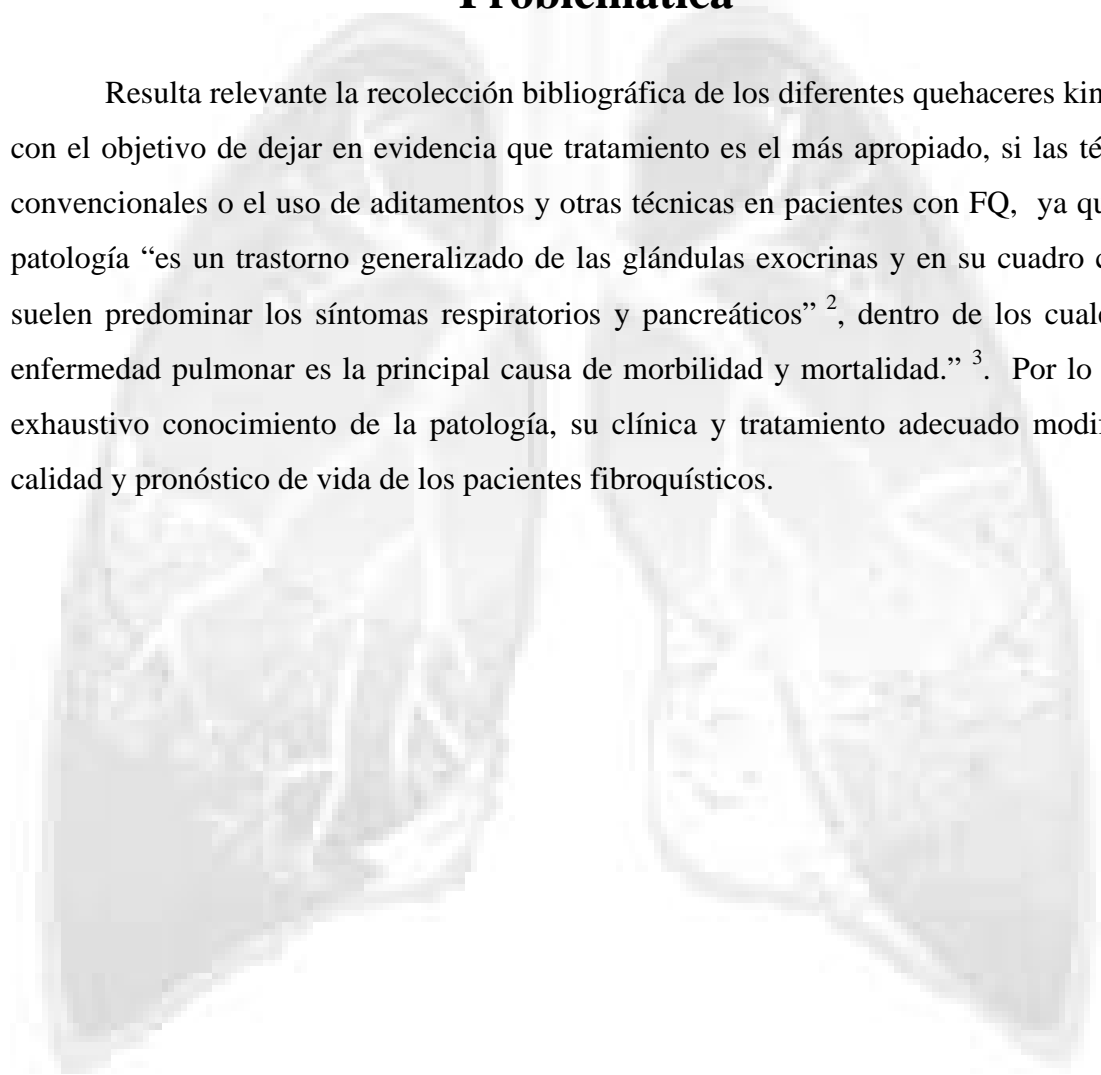 Problemática
Resulta relevante la recolección bibliográfica de los diferentes quehaceres kin
con el objetivo de dejar en evidencia que tratamiento es el más apropiado, si las té
convencionales o el uso de aditamentos y otras técnicas en pacientes con FQ, ya qu
patología “es un trastorno generalizado de las glándulas exocrinas y en su cuadro c
suelen predominar los síntomas respiratorios y pancreáticos” 2, dentro de los cual
enfermedad pulmonar es la principal causa de morbilidad y mortalidad.” 3. Por lo
exhaustivo conocimiento de la patología, su clínica y tratamiento adecuado modi
calidad y pronóstico de vida de los pacientes fibroquísticos.